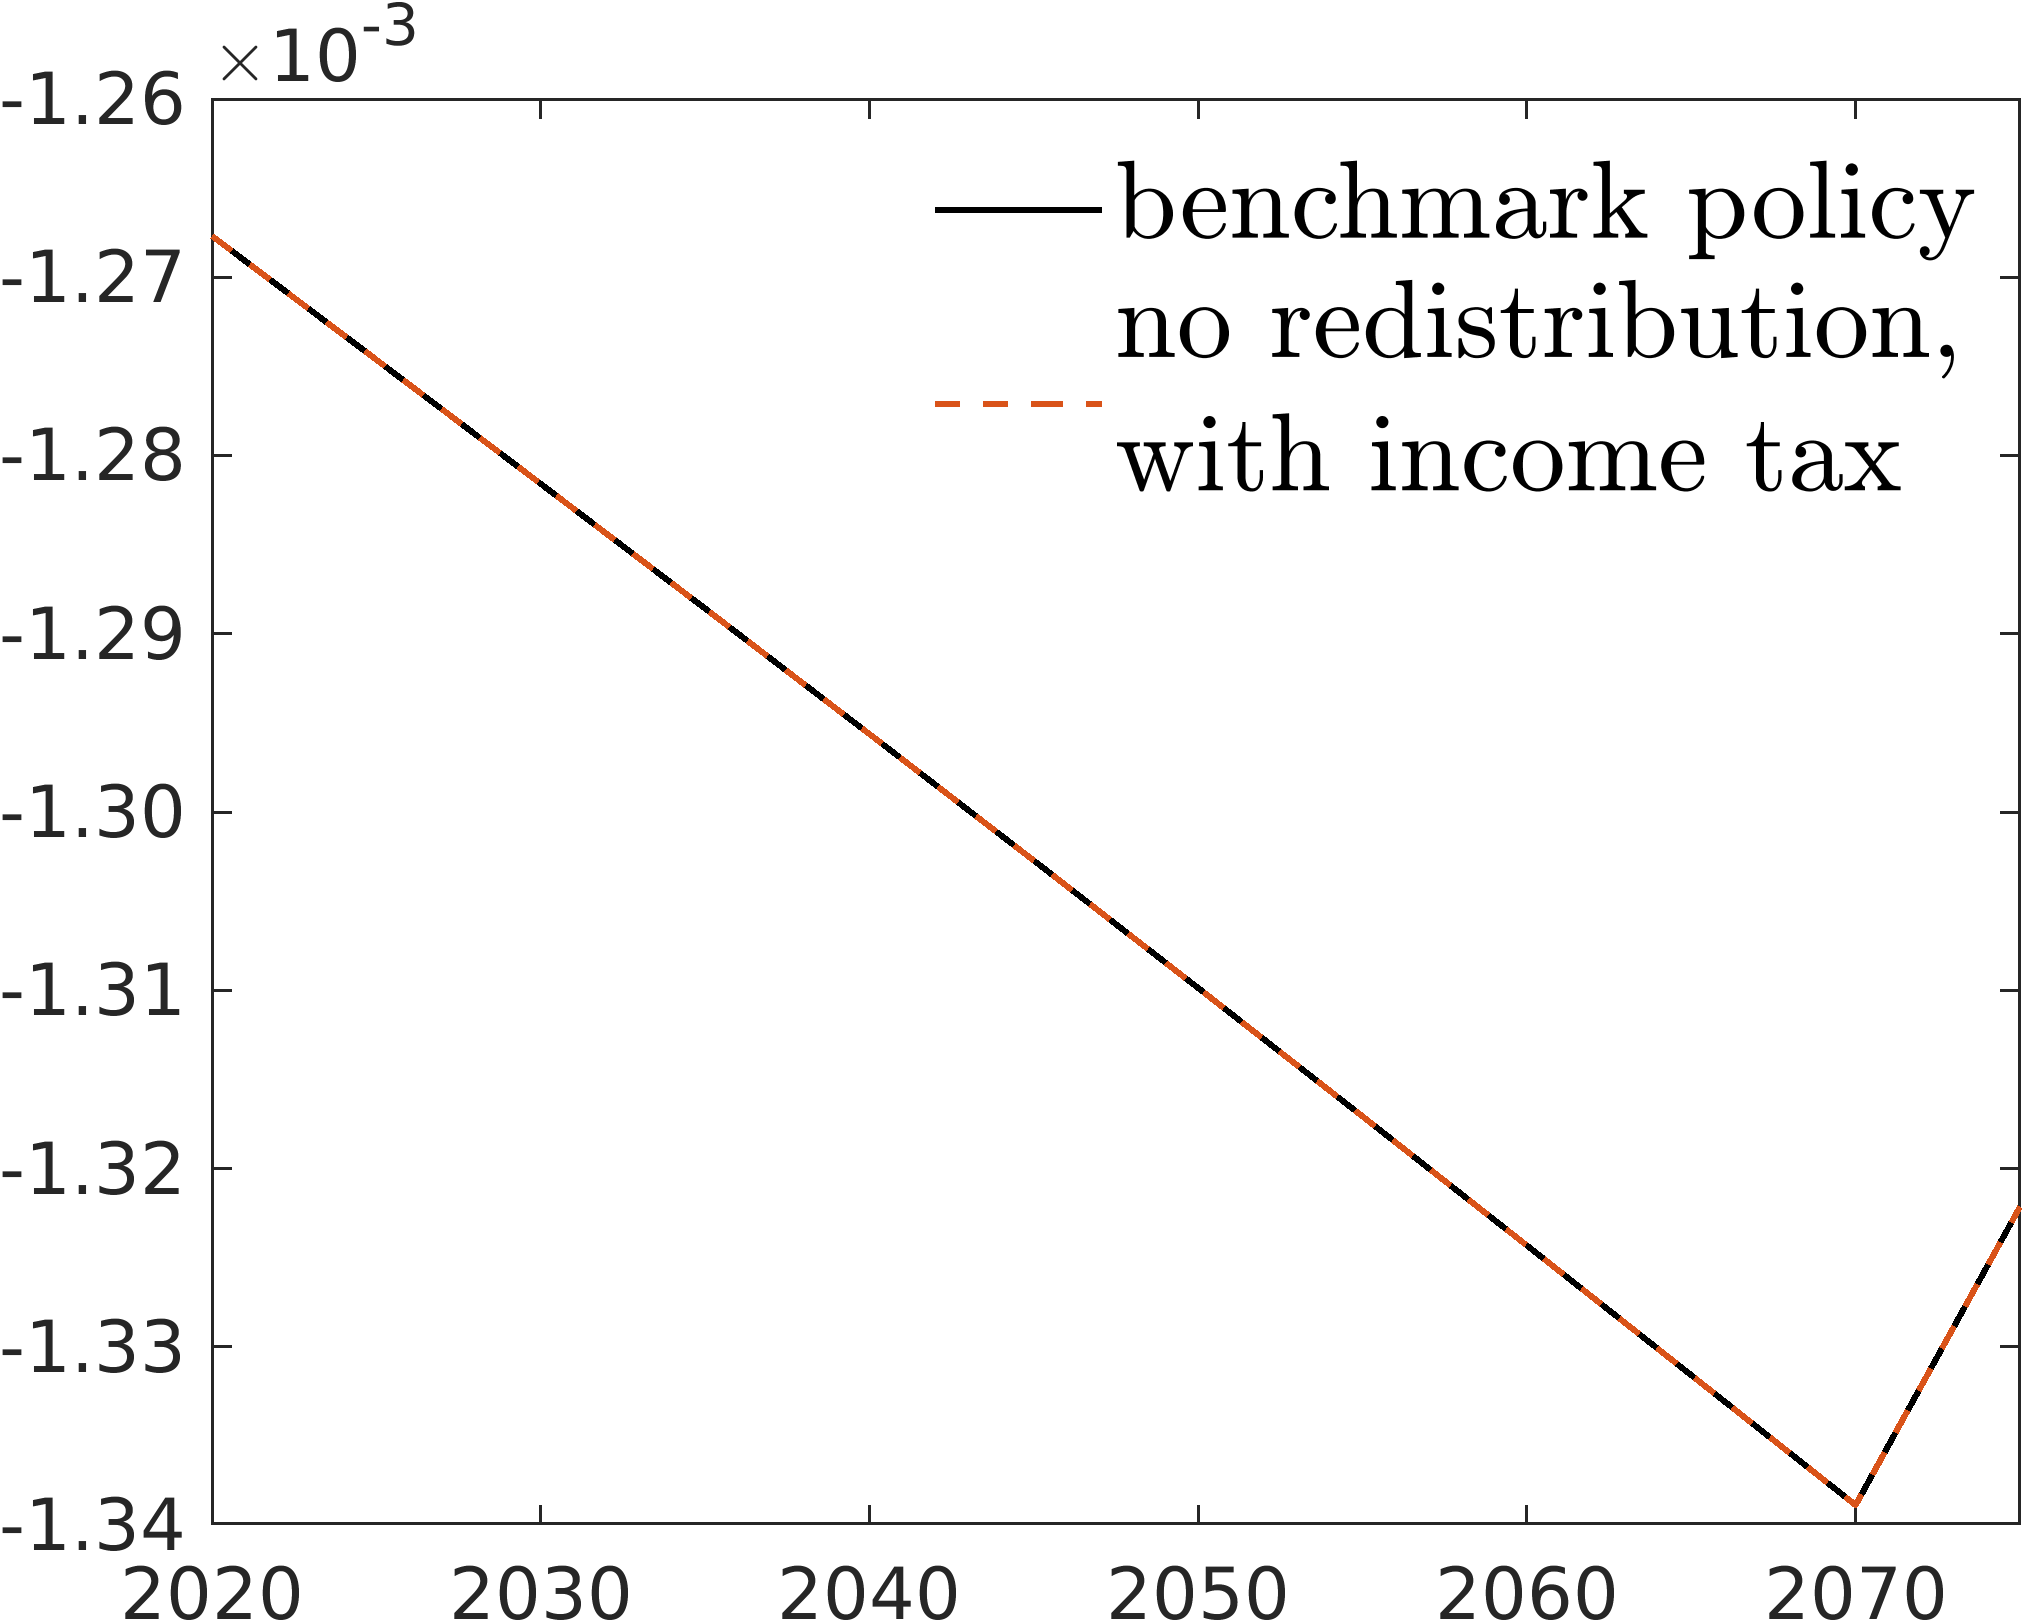 ×10-3
-1.26
-1.27
-1.28
-1.29
-1.30
-1.31
-1.32
-1.33
-1.34
2020 2030 2040 2050 2060 2070
benchmark policy
no redistribution,
with income tax